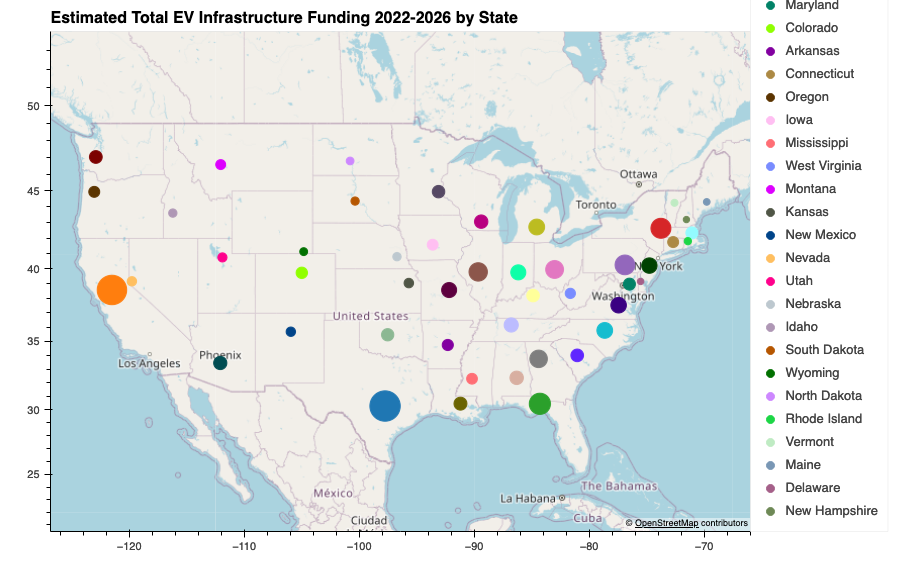 Estimated Total EV Infrastructure Funding 2022-2026 by State
Maryland
Colorado
Arkansas
Connecticut
Oregon
Iowa
Mississippi
West Virginia
Montana
Kansas
New Mexico
Nevada
Utah
Nebraska
Idaho
South Dakota
Wyoming
North Dakota
Rhode Island
Vermont
Maine
Delaware
New Hampshire
50
45
40
35
30
25
−120
−110
−100
−90
−80
−70
Ottawa
Toronto
York
Washington
United States
Los Angeles
Phoenix
México
Ciudad
La Habana
The Bahamas
Cuba
© OpenStreetMap contributors